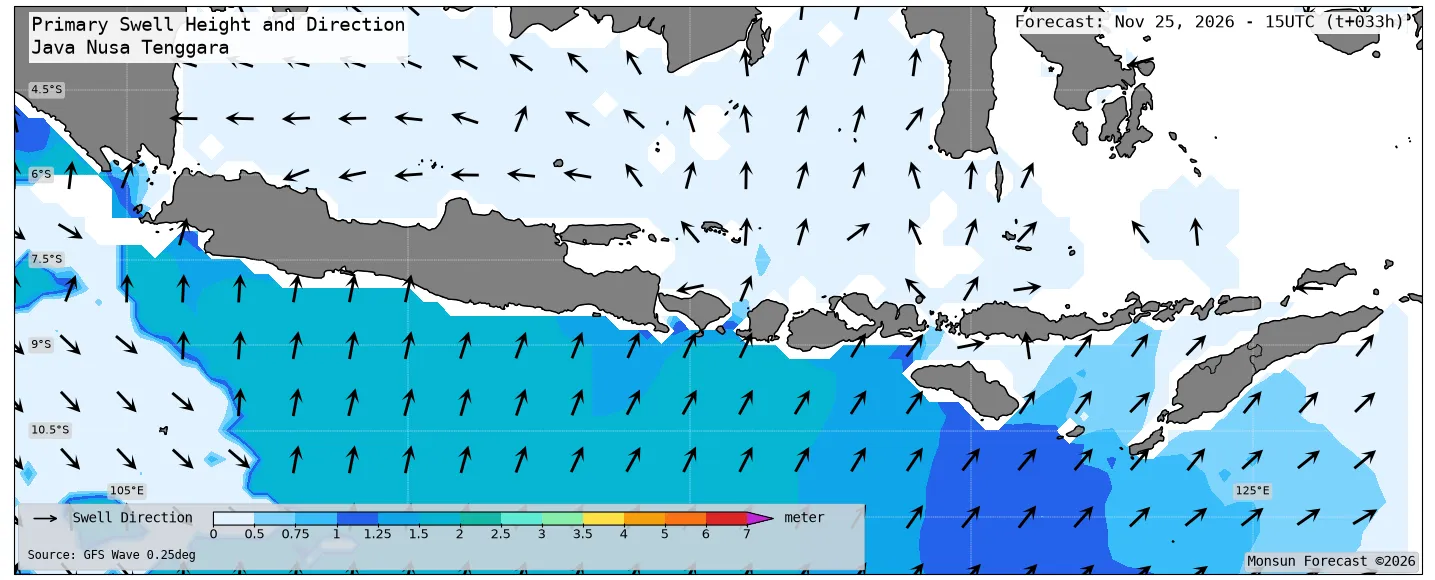 Primary Swell Height and Direction
Java Nusa Tenggara
Forecast: Nov 25, 2026 - 15UTC (t+033h)
4.5°S
6°S
7.5°S
9°S
10.5°S
105°E
125°E
Swell Direction
0 0.5 0.75 1 1.25 1.5 2 2.5 3 3.5 4 5 6 7
meter
Source: GFS Wave 0.25deg
Monsun Forecast ©2026